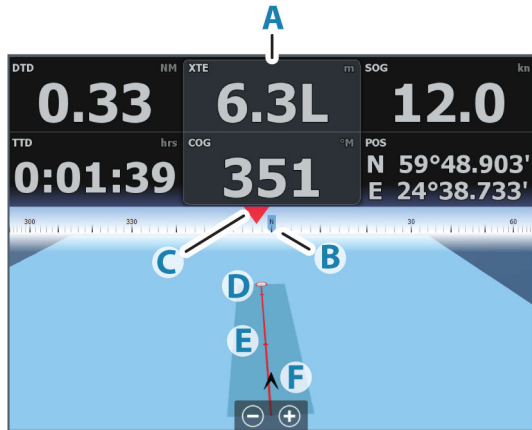 A
DTD NM XTE m SOG kn
0.33 6.3L 12.0
TTD hrs COG °M POS
0:01:39 351 N 59°48.903'
E 24°38.733'
300 330 N 30 60
C B
D
E
F